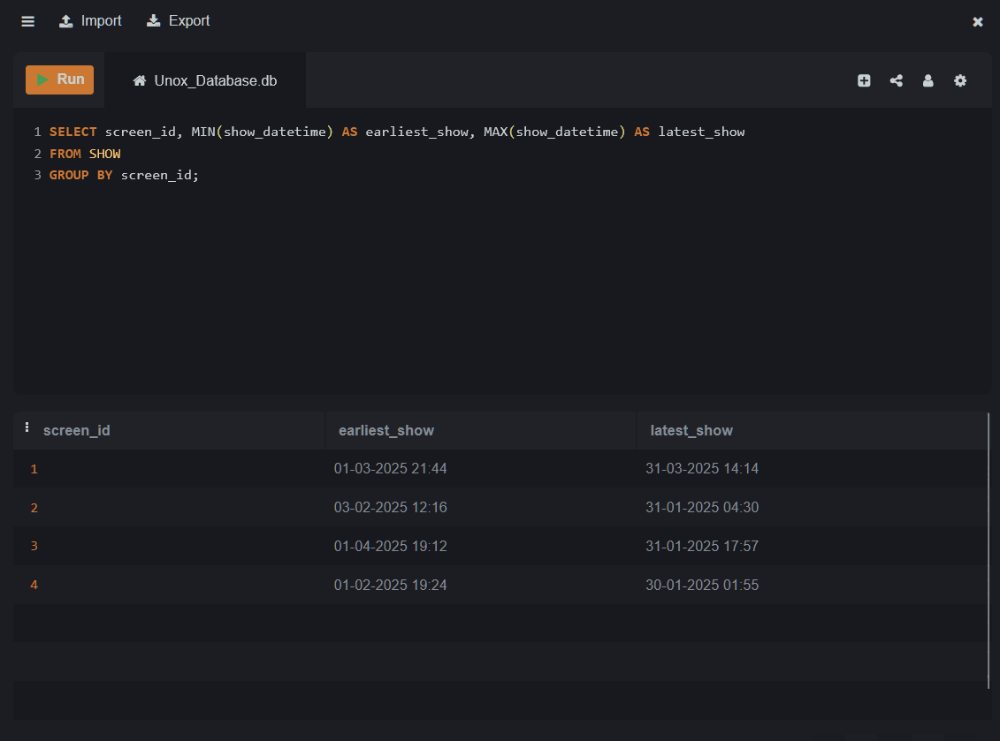 Import Export
Run Unox_Database.db
1 SELECT screen_id, MIN(show_datetime) AS earliest_show, MAX(show_datetime) AS latest_show
2 FROM SHOW
3 GROUP BY screen_id;
screen_id earliest_show latest_show
1 01-03-2025 21:44 31-03-2025 14:14
2 03-02-2025 12:16 31-01-2025 04:30
3 01-04-2025 19:12 31-01-2025 17:57
4 01-02-2025 19:24 30-01-2025 01:55